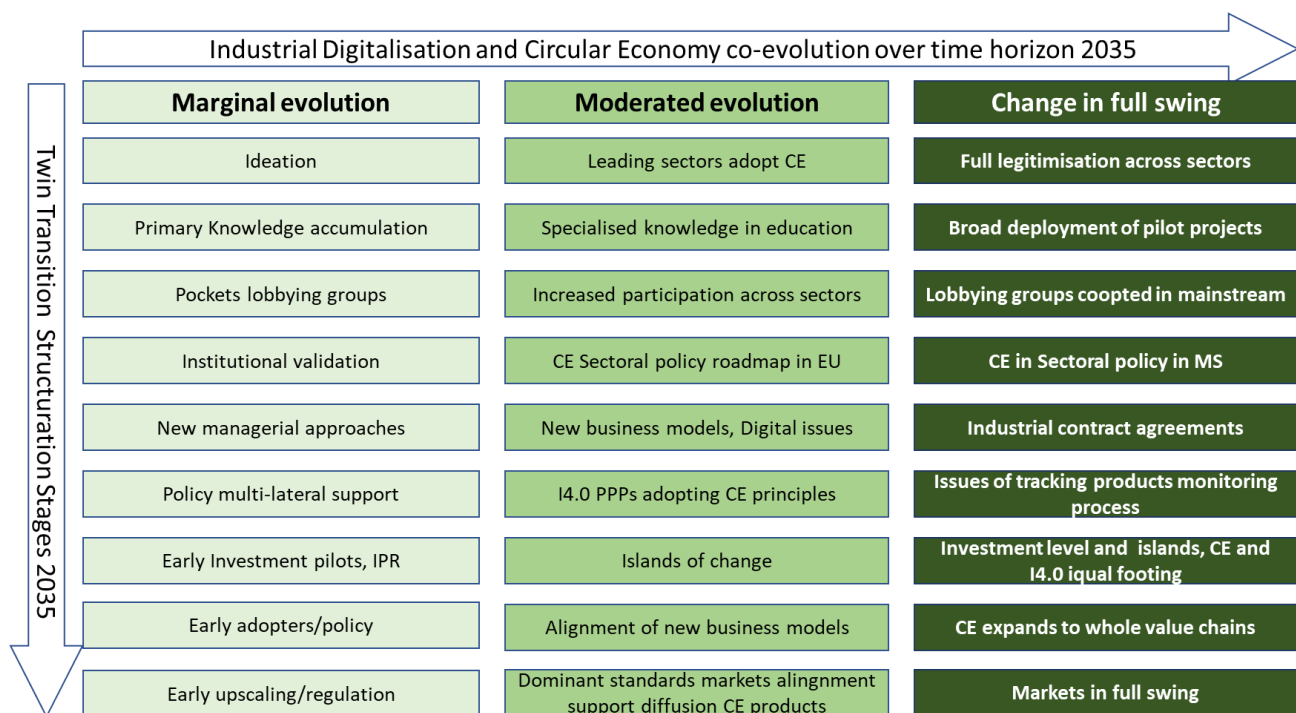 Industrial Digitalisation and Circular Economy co-evolution over time horizon 2035
Twin Transition Structuration Stages 2035
Marginal evolution
Moderated evolution
Change in full swing
Ideation
Leading sectors adopt CE
Full legitimisation across sectors
Primary Knowledge accumulation
Specialised knowledge in education
Broad deployment of pilot projects
Pockets lobbying groups
Increased participation across sectors
Lobbying groups coopted in mainstream
Institutional validation
CE Sectoral policy roadmap in EU
CE in Sectoral policy in MS
New managerial approaches
New business models, Digital issues
Industrial contract agreements
Policy multi-lateral support
I4.0 PPPs adopting CE principles
Issues of tracking products monitoring
process
Early Investment pilots, IPR
Islands of change
Investment level and islands, CE and
I4.0 iqual footing
Early adopters/policy
Alignment of new business models
CE expands to whole value chains
Early upscaling/regulation
Dominant standards markets alingnment
support diffusion CE products
Markets in full swing